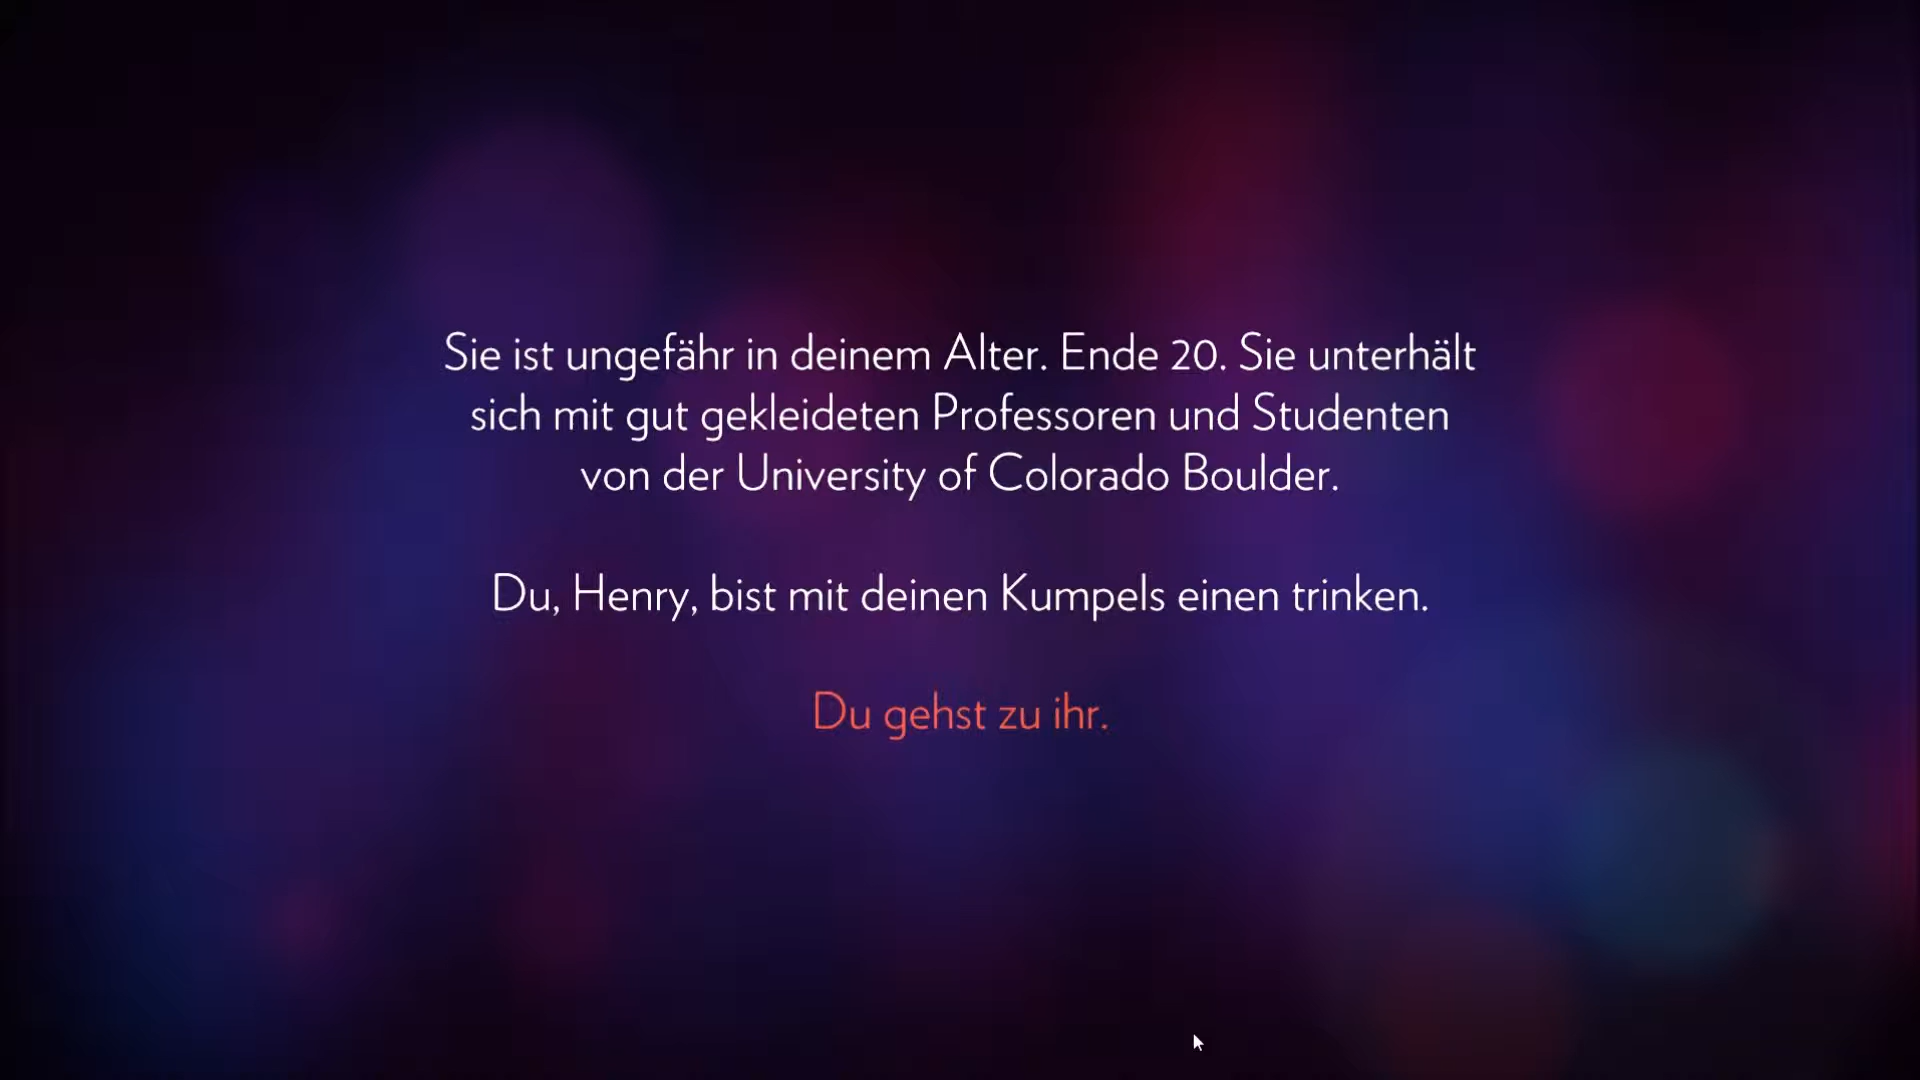 Sie ist ungefähr in deinem Alter. Ende 20. Sie unterhält
sich mit gut gekleideten Professoren und Studenten
von der University of Colorado Boulder.
Du, Henry, bist mit deinen Kumpels einen trinken.
Du gehst zu ihr.